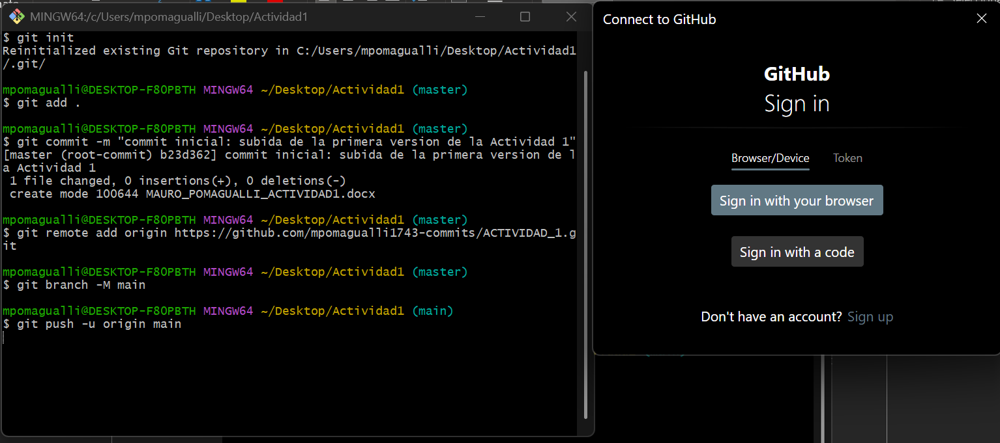 MINGW64:/c/Users/mpomagualli/Desktop/Actividad1
$ git init
Reinitialized existing Git repository in C:/Users/mpomagualli/Desktop/Actividad1
/.git/
mpomagualli@DESKTOP-F8OPBTH MINGW64 ~/Desktop/Actividad1 (master)
$ git add .
mpomagualli@DESKTOP-F8OPBTH MINGW64 ~/Desktop/Actividad1 (master)
$ git commit -m "commit inicial: subida de la primera version de la Actividad 1"
[master (root-commit) b23d362] commit inicial: subida de la primera version de l
a Actividad 1
 1 file changed, 0 insertions(+), 0 deletions(-)
 create mode 100644 MAURO_POMAGUALLI_ACTIVIDAD1.docx
mpomagualli@DESKTOP-F8OPBTH MINGW64 ~/Desktop/Actividad1 (master)
$ git remote add origin https://github.com/mpomagualli1743-commits/ACTIVIDAD_1.g
it
mpomagualli@DESKTOP-F8OPBTH MINGW64 ~/Desktop/Actividad1 (master)
$ git branch -M main
mpomagualli@DESKTOP-F8OPBTH MINGW64 ~/Desktop/Actividad1 (main)
$ git push -u origin main
Connect to GitHub
GitHub
Sign in
Browser/Device Token
Sign in with your browser
Sign in with a code
Don't have an account? Sign up